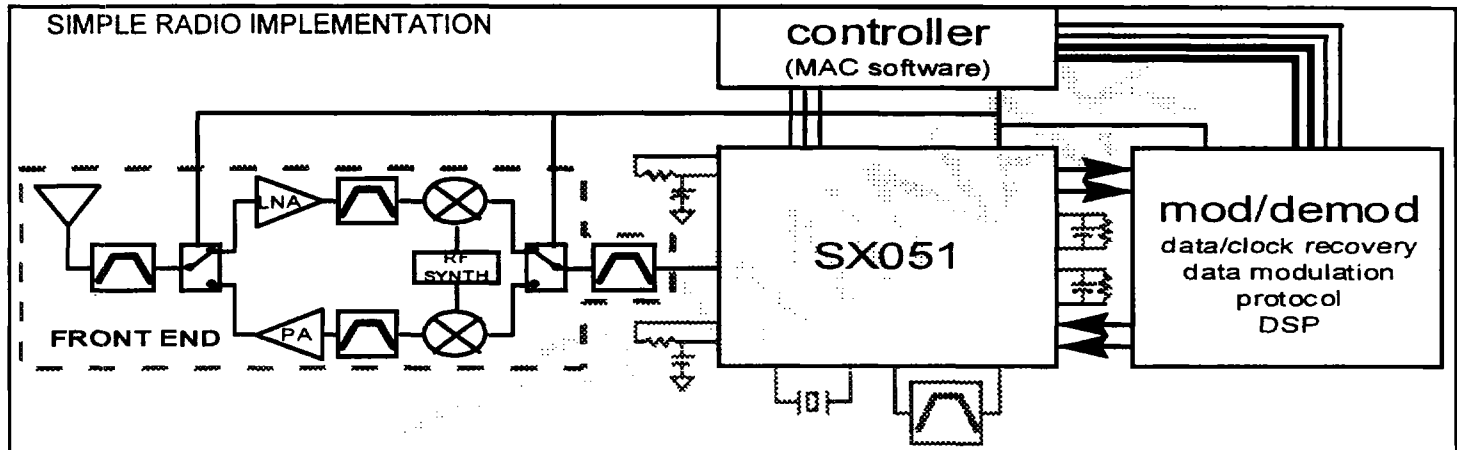 SIMPLE RADIO IMPLEMENTATION
controller
(MAC software)
LNA
RF
SYNTH
PA
FRONT END
SX051
mod/demod
data/clock recovery
data modulation
protocol
DSP